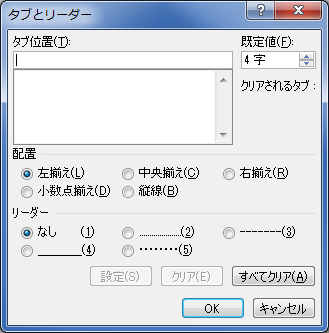 タブとリーダー
タブ位置(T):
既定値(F):
4 字
クリアされるタブ:
配置
左揃え(L) 中央揃え(C) 右揃え(R)
小数点揃え(D) 縦線(B)
リーダー
なし (1) ...............(2) -------(3)
_______(4) ········(5)
設定(S) クリア(E) すべてクリア(A)
OK キャンセル